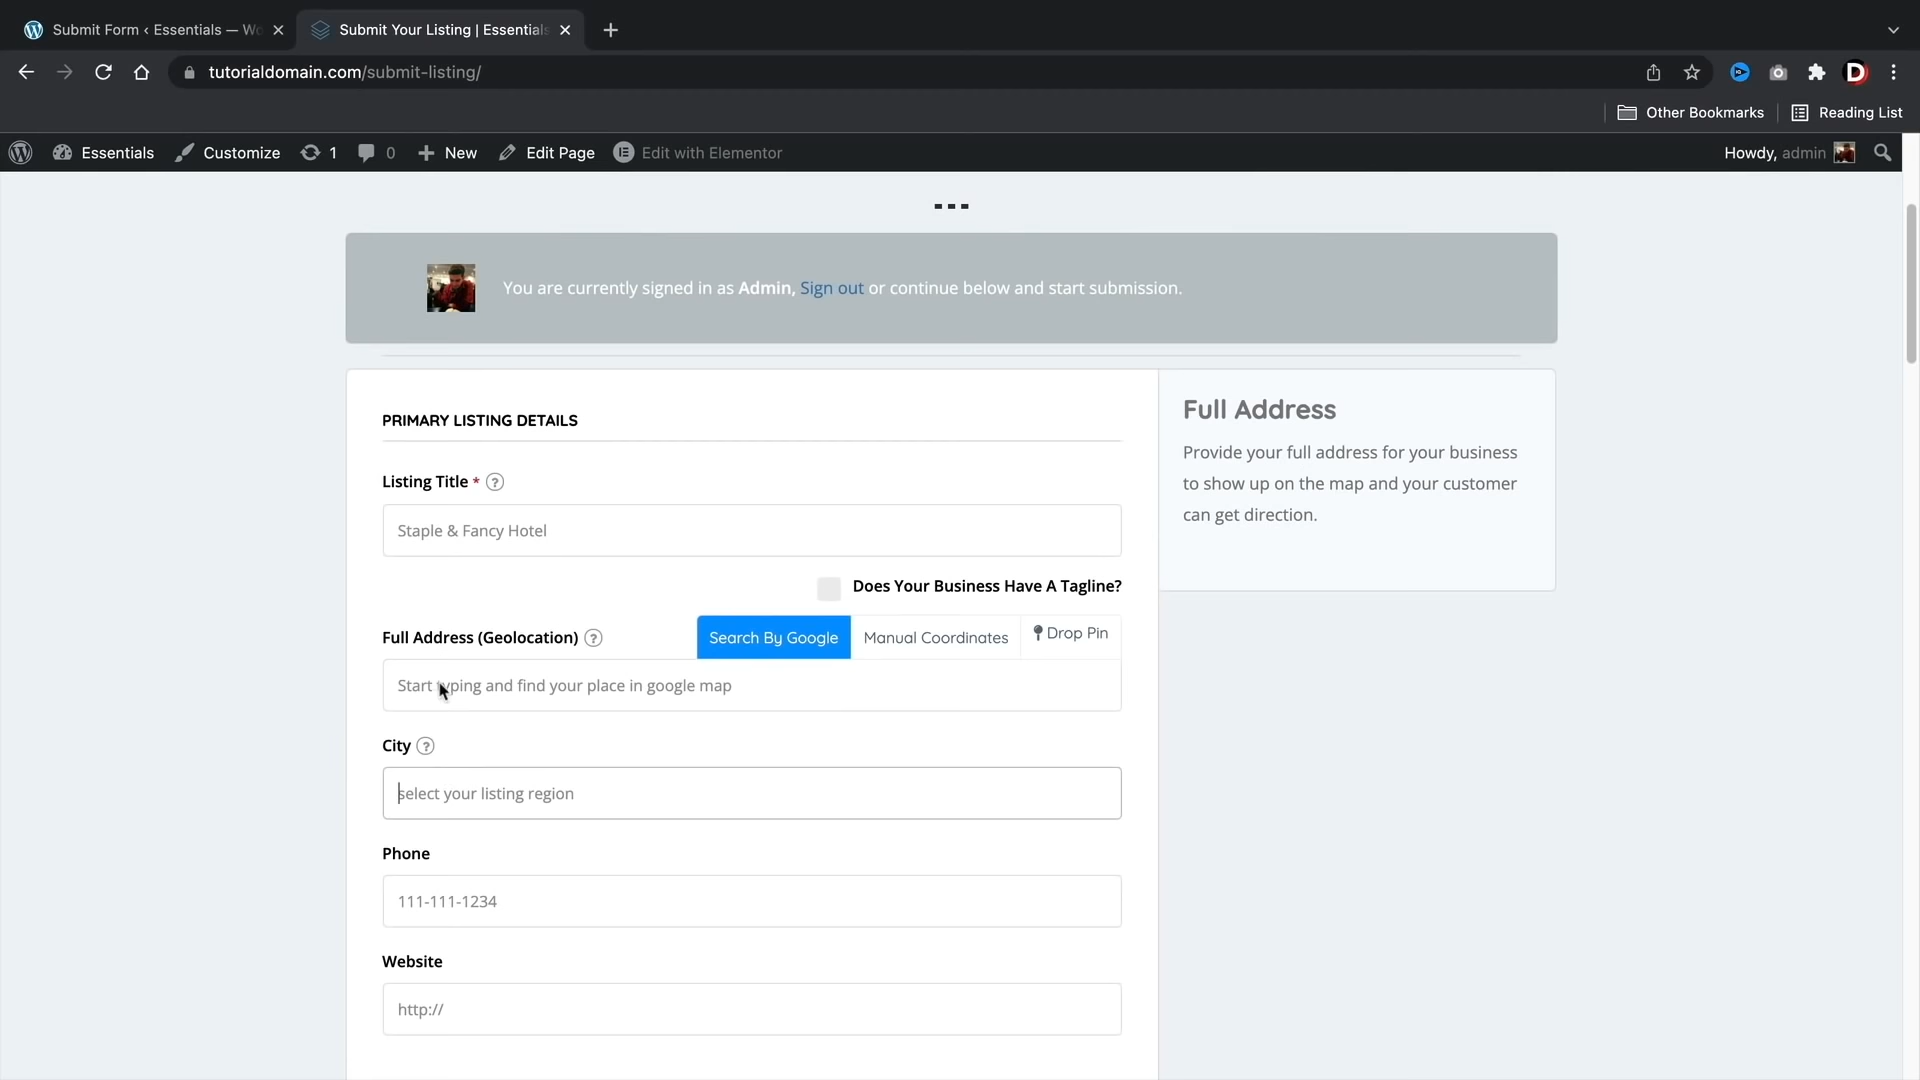 Submit Form ‹ Essentials — Wo
Submit Your Listing | Essentials
tutorialdomain.com/submit-listing/
Other Bookmarks
Reading List
Essentials
Customize
1
0
New
Edit Page
Edit with Elementor
Howdy, admin
You are currently signed in as Admin, Sign out or continue below and start submission.
PRIMARY LISTING DETAILS
Listing Title * ?
Staple & Fancy Hotel
Does Your Business Have A Tagline?
Full Address (Geolocation) ?
Search By Google
Manual Coordinates
Drop Pin
Start typing and find your place in google map
City ?
select your listing region
Phone
111-111-1234
Website
http://
Full Address
Provide your full address for your business
to show up on the map and your customer
can get direction.